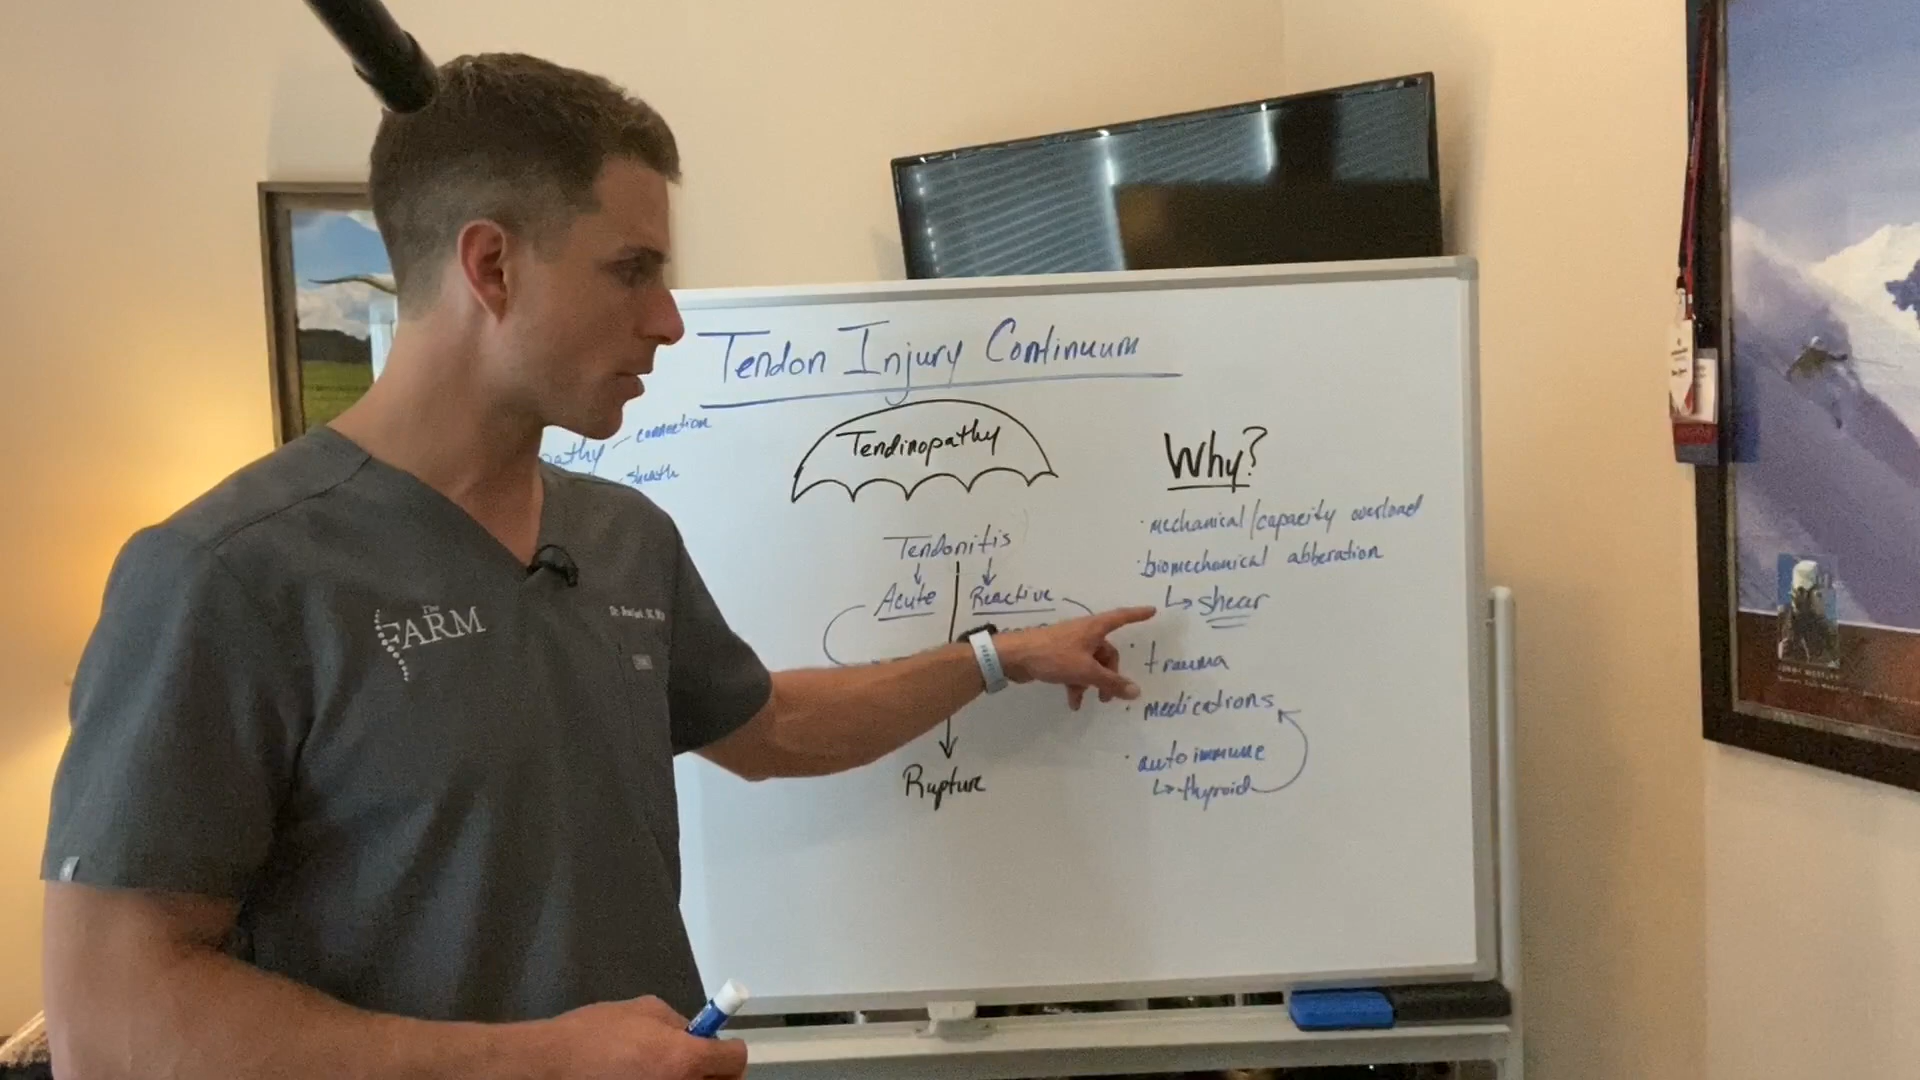 Tendon Injury Continuum
pathy
connection
sheath
Tendinopathy
Tendonitis
Acute
Reactive
Rupture
Why?
mechanical/capacity overload
biomechanical abberation
shear
trauma
medications
autoimmune
thyroid
The
FARM